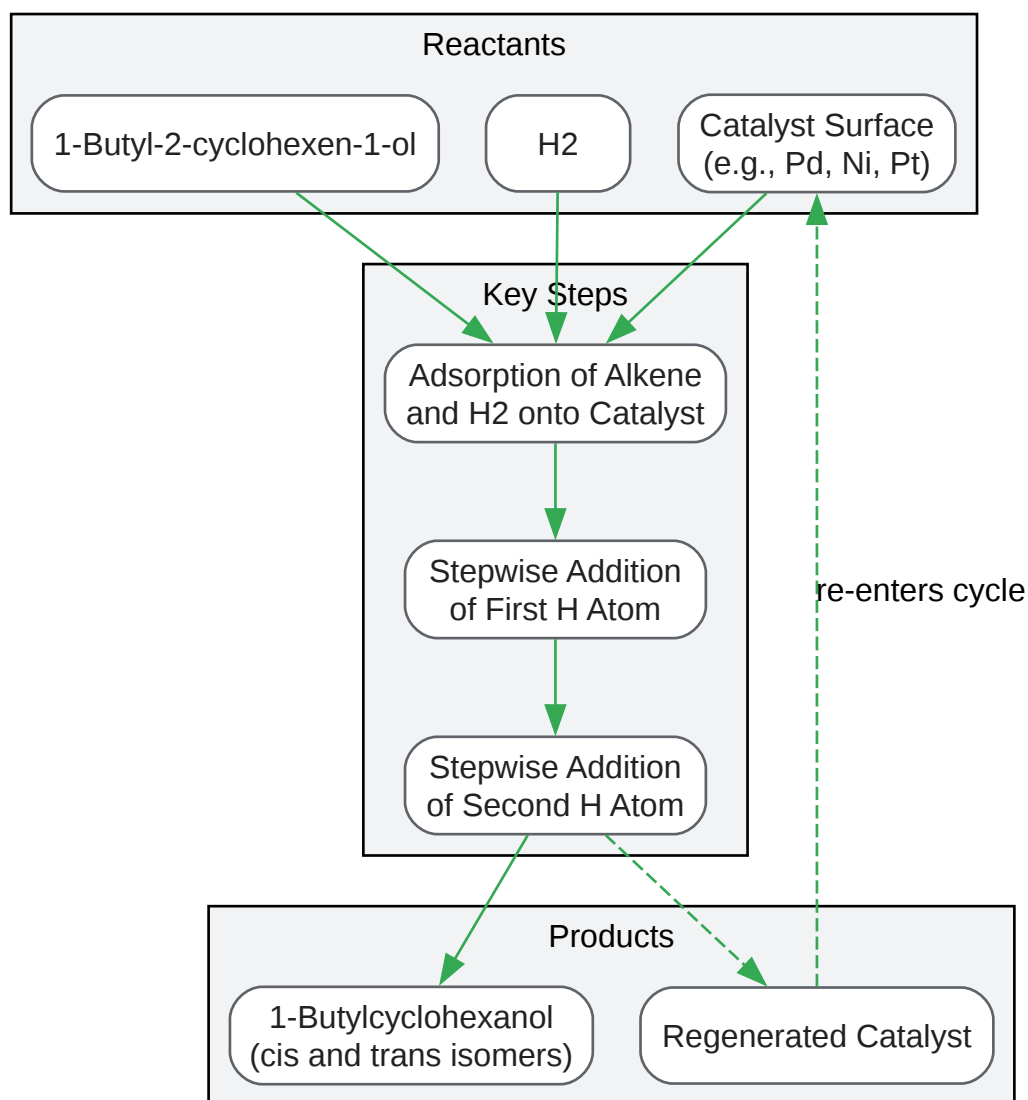 Reactants
1-Butyl-2-cyclohexen-1-ol
H2
Catalyst Surface
(e.g., Pd, Ni, Pt)
Key Steps
Adsorption of Alkene
and H2 onto Catalyst
Stepwise Addition
of First H Atom
re-enters cycle
Stepwise Addition
of Second H Atom
Products
1-Butylcyclohexanol
(cis and trans isomers)
Regenerated Catalyst